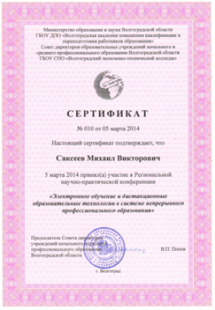 Министерство образования и науки Волгоградской области
ГБОУ ДПО «Волгоградская академия повышения квалификации и
переподготовки работников образования»
Совет директоров образовательных учреждений начального и
среднего профессионального образования Волгоградской области
ГБОУ СПО «Волгоградский экономико-технический колледж»
СЕРТИФИКАТ
№ 010 от 05 марта 2014
Настоящий сертификат подтверждает, что
Саксеев Михаил Викторович
5 марта 2014 принял(а) участие в Региональной
научно-практической конференции
«Электронное обучение и дистанционные
образовательные технологии в системе непрерывного
профессионального образования»
Председатель Совета директоров
учреждений начального и среднего
профессионального образования
Волгоградской области
В.П. Попов
г. Волгоград